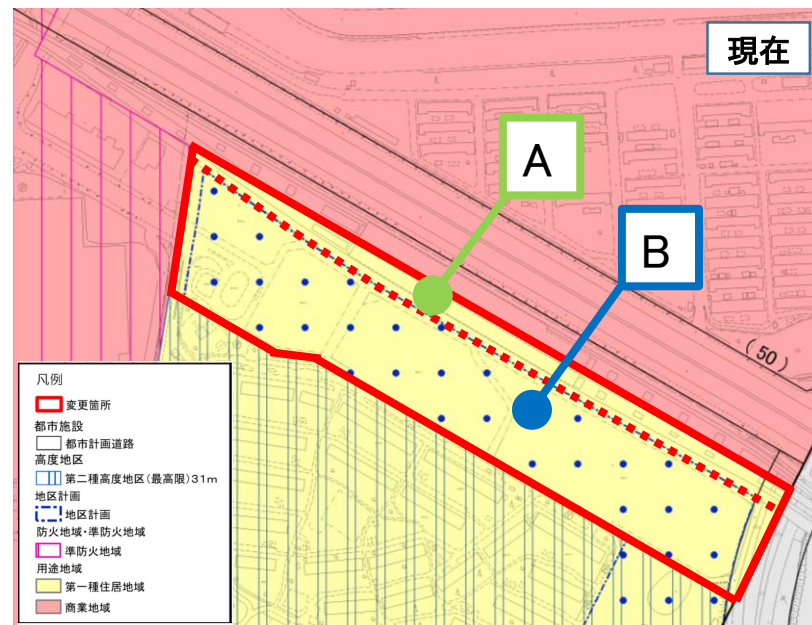 現在
A
B
(50)
凡例
変更箇所
都市施設
都市計画道路
高度地区
第二種高度地区(最高限)31m
地区計画
地区計画
防火地域・準防火地域
準防火地域
用途地域
第一種住居地域
商業地域